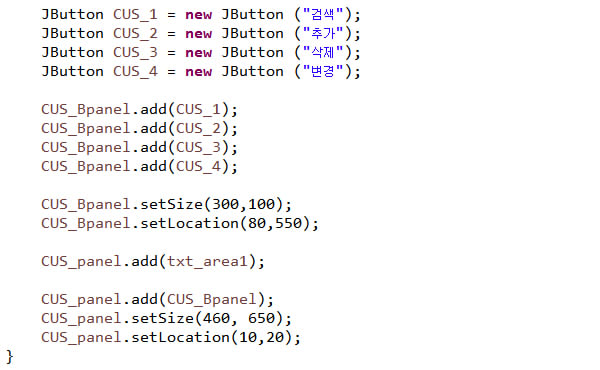 JButton CUS_1 = new JButton ("검색");
JButton CUS_2 = new JButton ("추가");
JButton CUS_3 = new JButton ("삭제");
JButton CUS_4 = new JButton ("변경");
CUS_Bpanel.add(CUS_1);
CUS_Bpanel.add(CUS_2);
CUS_Bpanel.add(CUS_3);
CUS_Bpanel.add(CUS_4);
CUS_Bpanel.setSize(300,100);
CUS_Bpanel.setLocation(80,550);
CUS_panel.add(txt_area1);
CUS_panel.add(CUS_Bpanel);
CUS_panel.setSize(460, 650);
CUS_panel.setLocation(10,20);
}